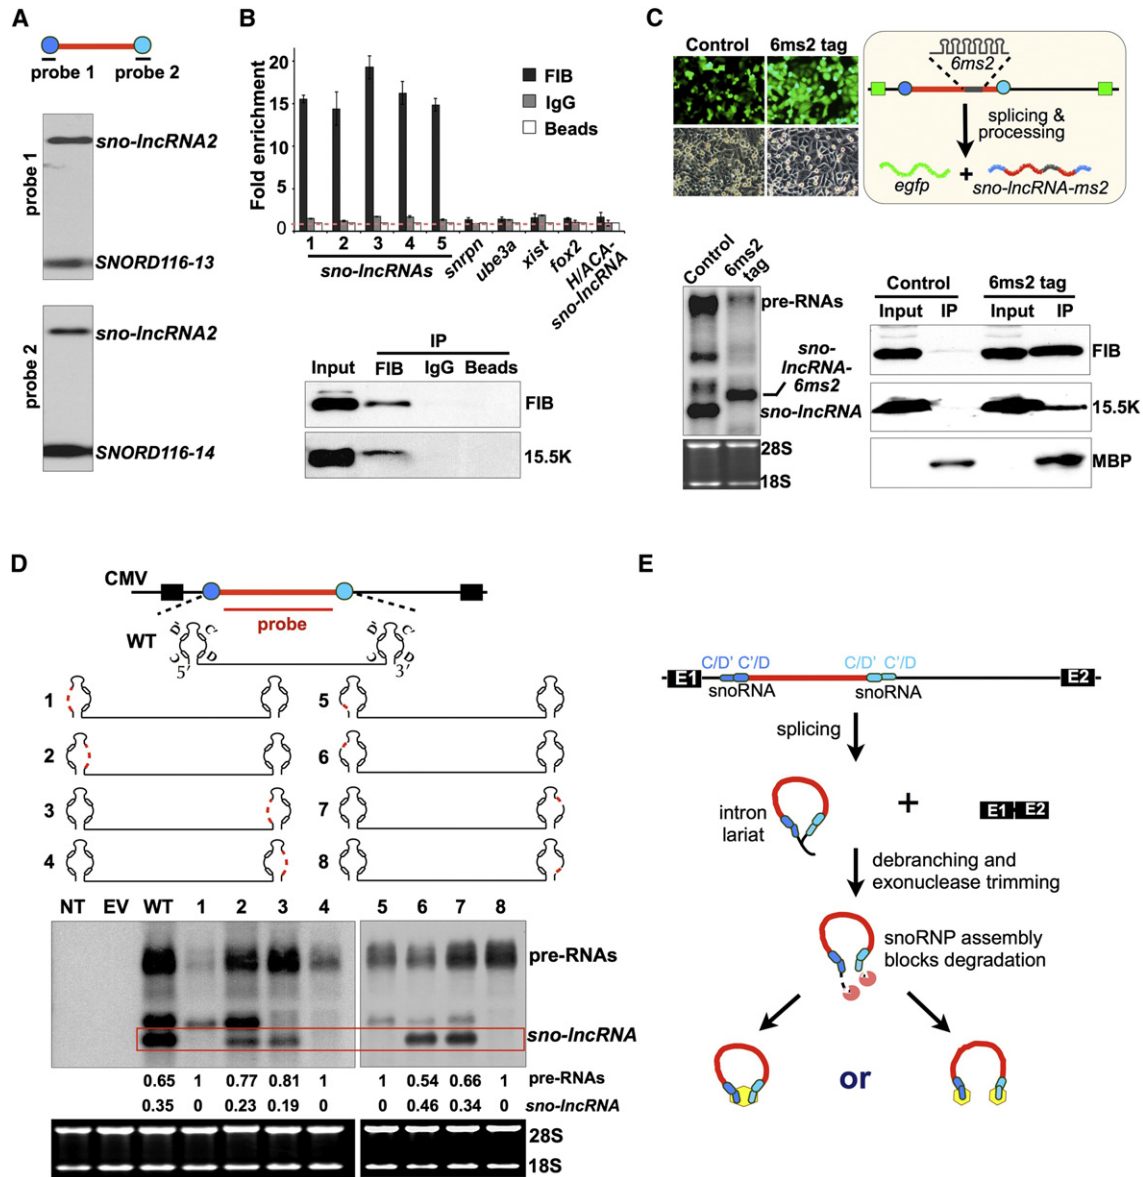 A
probe 1 probe 2
probe 1
sno-lncRNA2
SNORD116-13
probe 2
sno-lncRNA2
SNORD116-14
B
Fold enrichment
20
15
10
5
0
FIB
IgG
Beads
1 2 3 4 5
sno-lncRNAs
snrpn
ube3a
xist
fox2
H/ACA-
sno-lncRNA
IP
Input FIB IgG Beads
FIB
15.5K
C
Control 6ms2 tag
6ms2
splicing &
processing
egfp + sno-lncRNA-ms2
Control
6ms2
tag
pre-RNAs
sno-
lncRNA-
6ms2
sno-lncRNA
28S
18S
Control 6ms2 tag
Input IP Input IP
FIB
15.5K
MBP
D
CMV
probe
WT
C D' C' D
5'
C D' C' D
3'
1
2
3
4
5
6
7
8
NT EV WT 1 2 3 4 5 6 7 8
pre-RNAs
sno-lncRNA
0.65 1 0.77 0.81 1 1 0.54 0.66 1 pre-RNAs
0.35 0 0.23 0.19 0 0 0.46 0.34 0 sno-lncRNA
28S
18S
E
C/D' C'/D C/D' C'/D
E1 E2
snoRNA snoRNA
splicing
intron
lariat
+
E1 E2
debranching and
exonuclease trimming
snoRNP assembly
blocks degradation
or